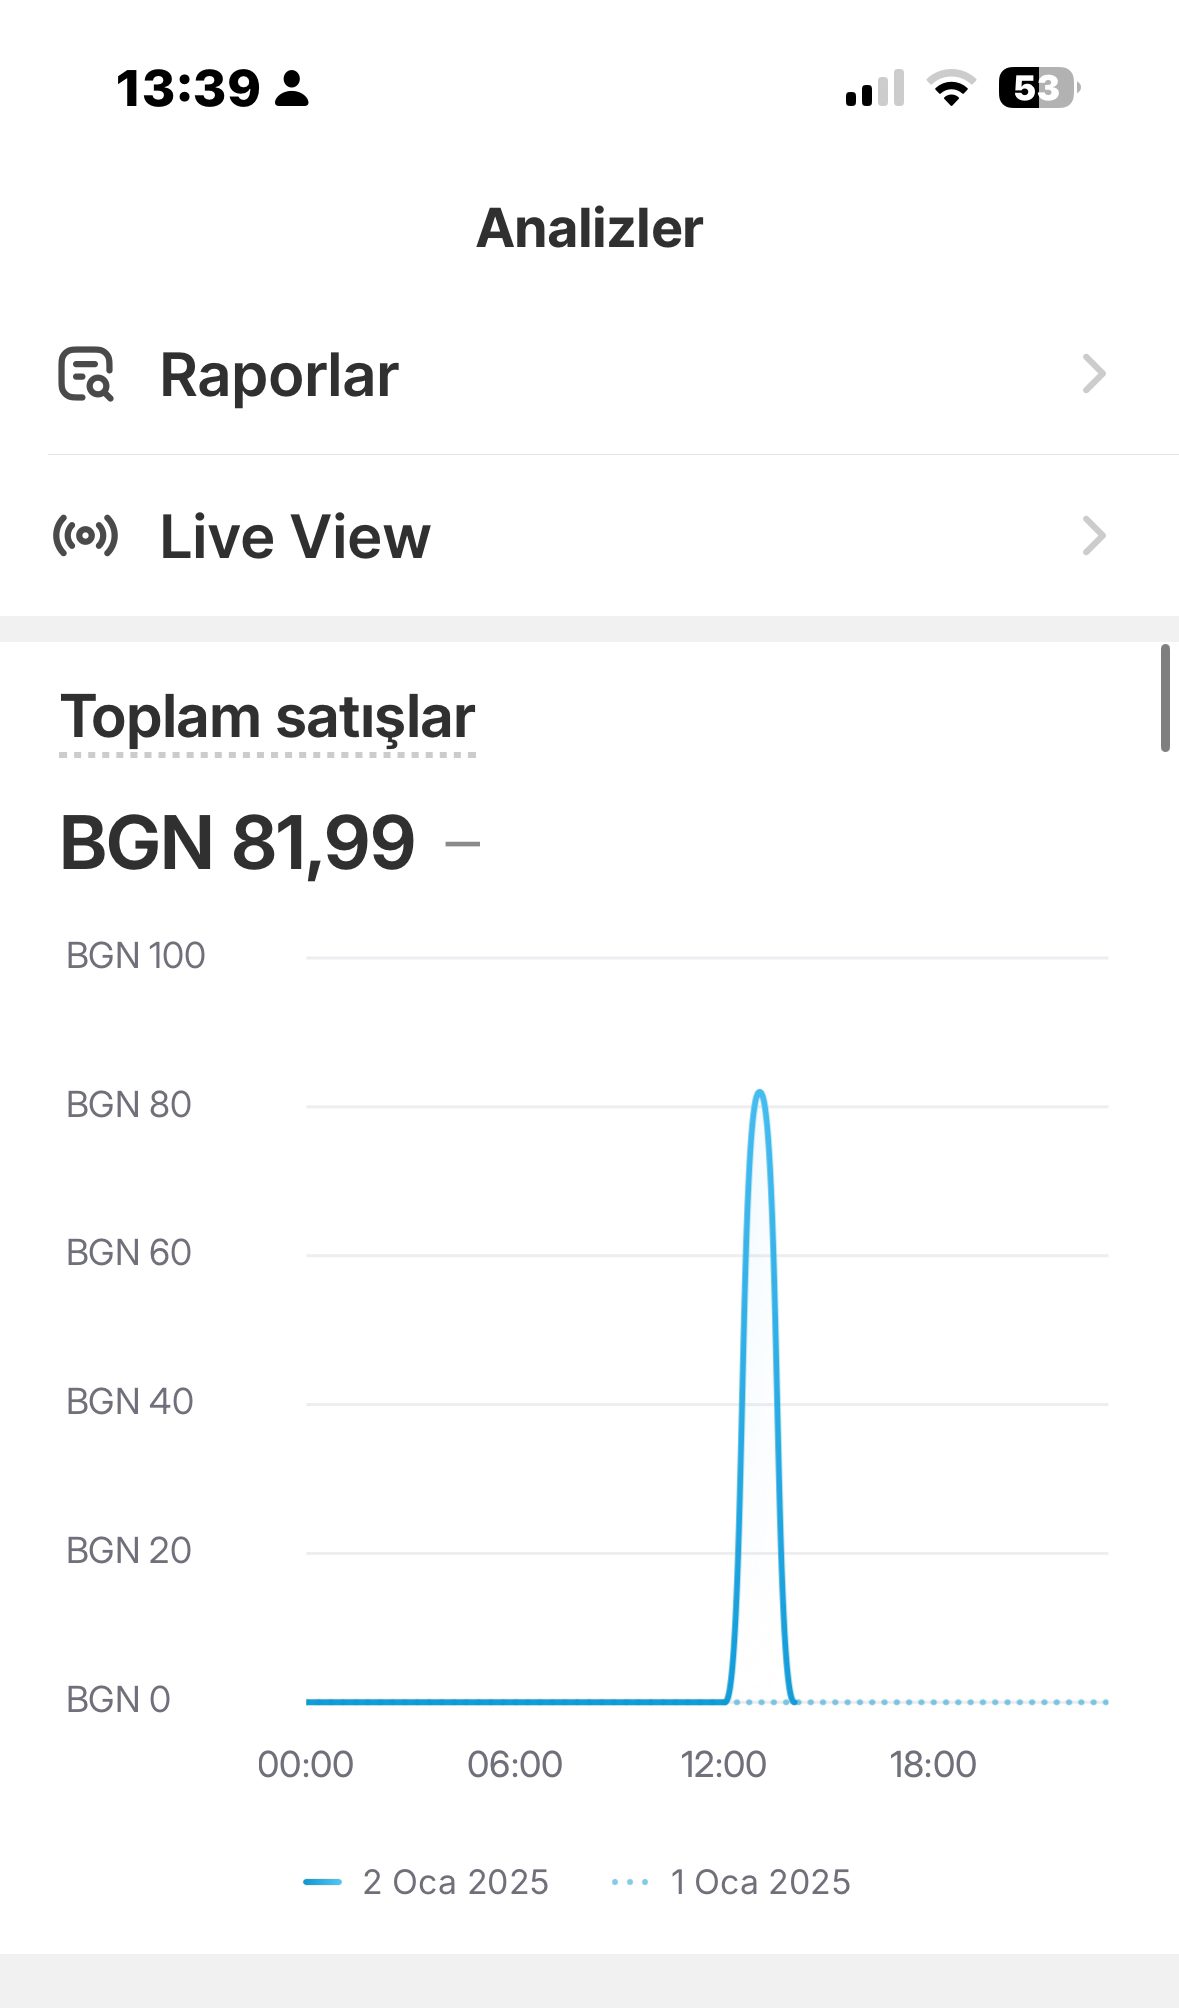 13:39
53
Analizler
Raporlar
Live View
Toplam satışlar
BGN 81,99 –
BGN 100
BGN 80
BGN 60
BGN 40
BGN 20
BGN 0
00:00 06:00 12:00 18:00
2 Oca 2025 1 Oca 2025